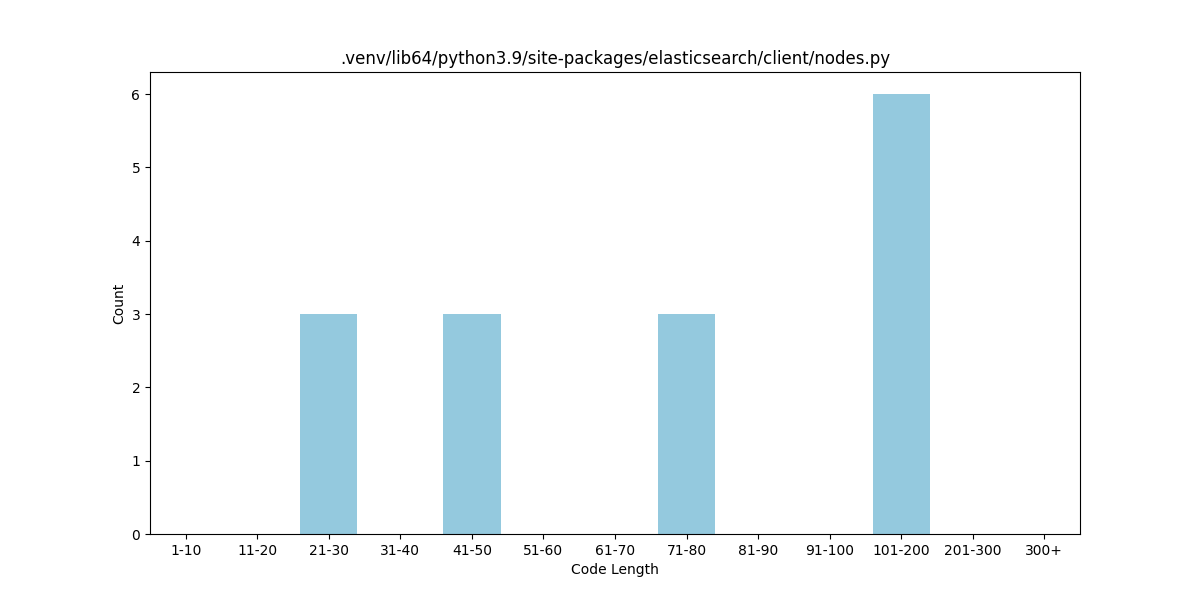 .venv/lib64/python3.9/site-packages/elasticsearch/client/nodes.py
6
5
4
3
2
1
0
Count
1-10 11-20 21-30 31-40 41-50 51-60 61-70 71-80 81-90 91-100 101-200 201-300 300+
Code Length